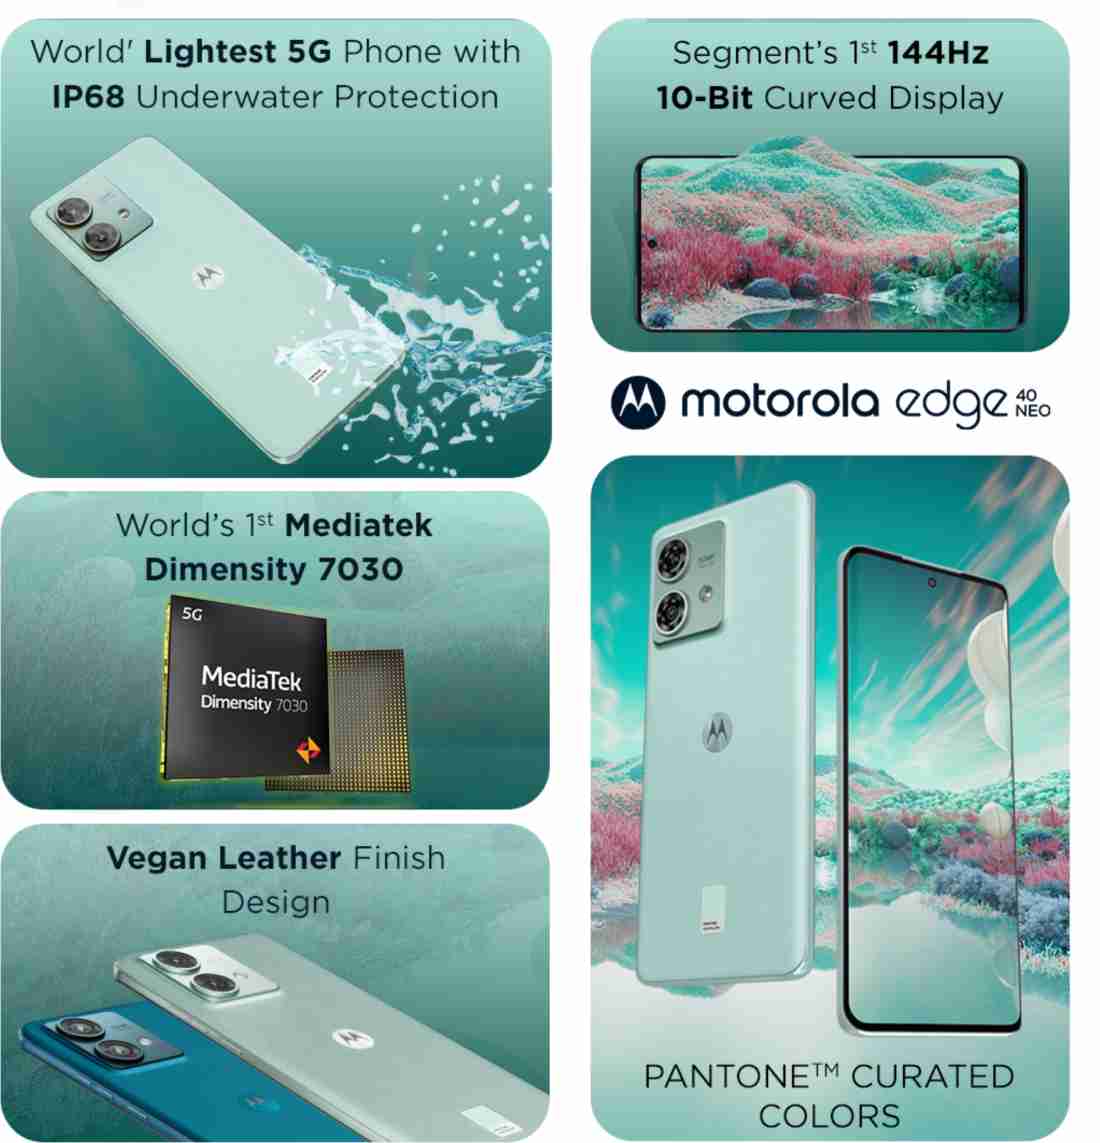 World' Lightest 5G Phone with
IP68 Underwater Protection
Segment's 1st 144Hz
10-Bit Curved Display
motorola edge 40 NEO
World's 1st Mediatek
Dimensity 7030
5G
MediaTek
Dimensity 7030
Vegan Leather Finish
Design
PANTONE™ CURATED
COLORS